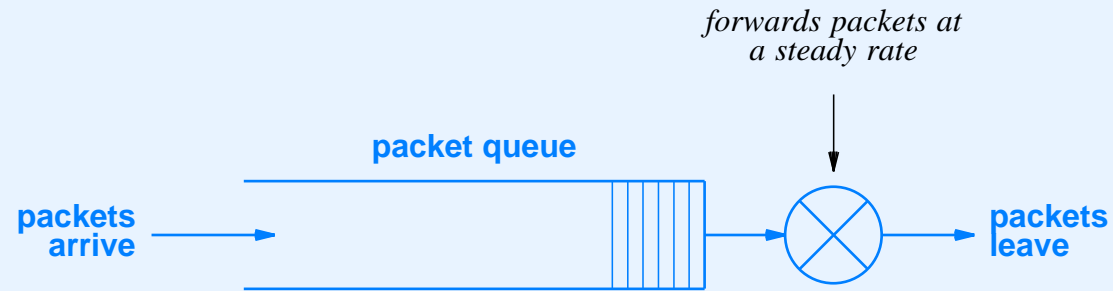 forwards packets at
a steady rate
packet queue
packets
arrive
packets
leave